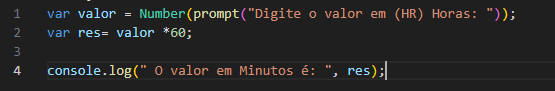 1 var valor = Number(prompt("Digite o valor em (HR) Horas: "));
2 var res= valor *60;
3
4 console.log(" O valor em Minutos é: ", res);